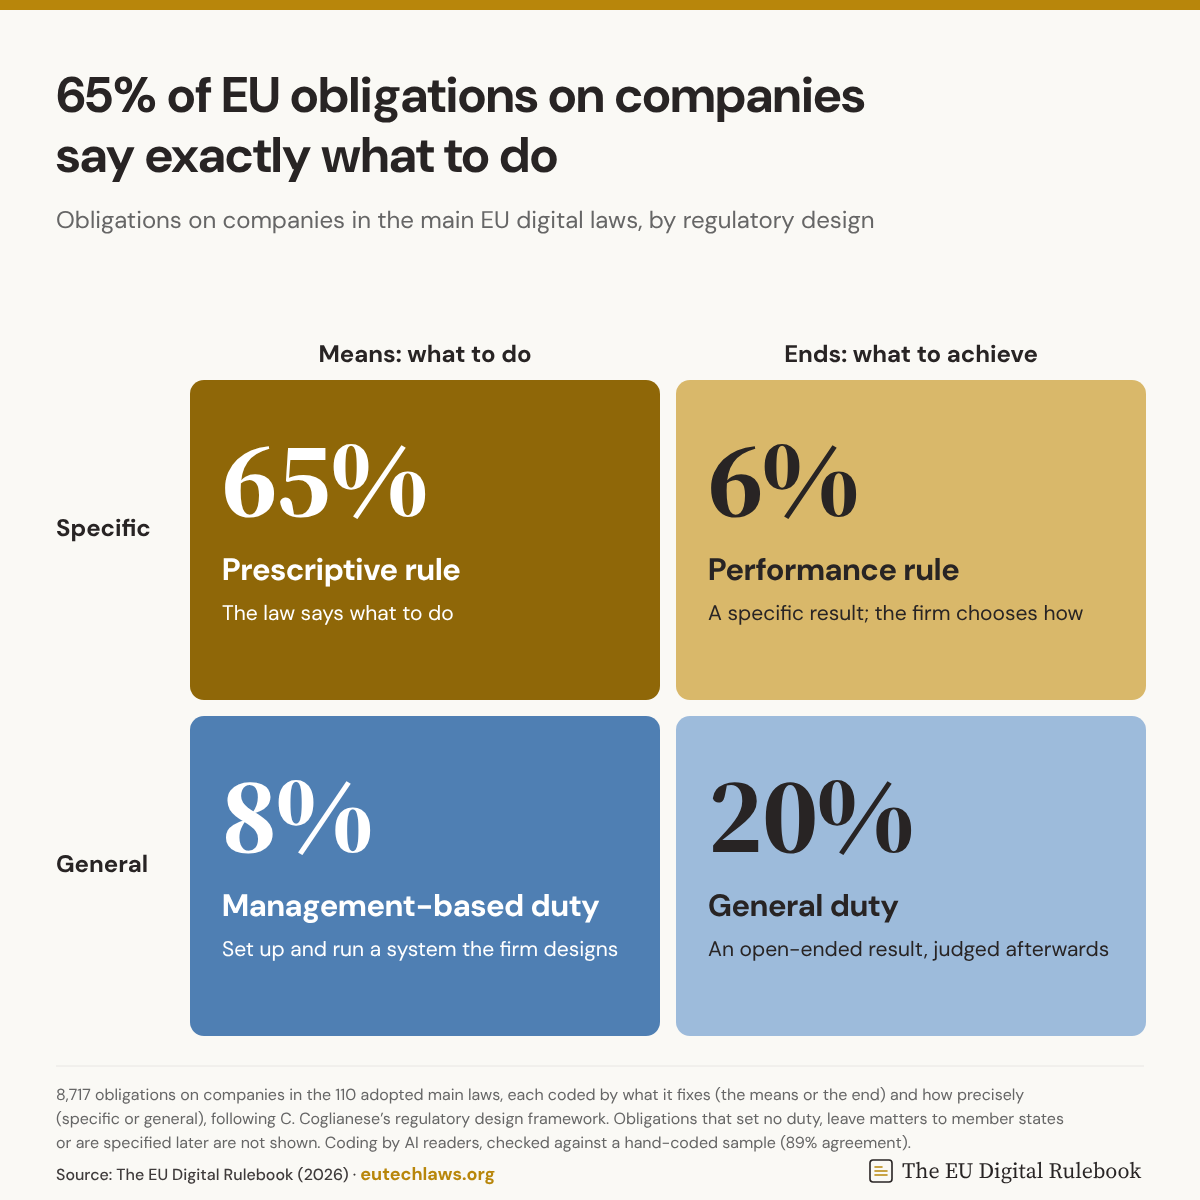 65% of EU obligations on companies
say exactly what to do
Obligations on companies in the main EU digital laws, by regulatory design
Means: what to do
Ends: what to achieve
Specific
65%
Prescriptive rule
The law says what to do
6%
Performance rule
A specific result; the firm chooses how
General
8%
Management-based duty
Set up and run a system the firm designs
20%
General duty
An open-ended result, judged afterwards
8,717 obligations on companies in the 110 adopted main laws, each coded by what it fixes (the means or the end) and how precisely
(specific or general), following C. Coglianese’s regulatory design framework. Obligations that set no duty, leave matters to member states
or are specified later are not shown. Coding by AI readers, checked against a hand-coded sample (89% agreement).
Source: The EU Digital Rulebook (2026) · eutechlaws.org
The EU Digital Rulebook